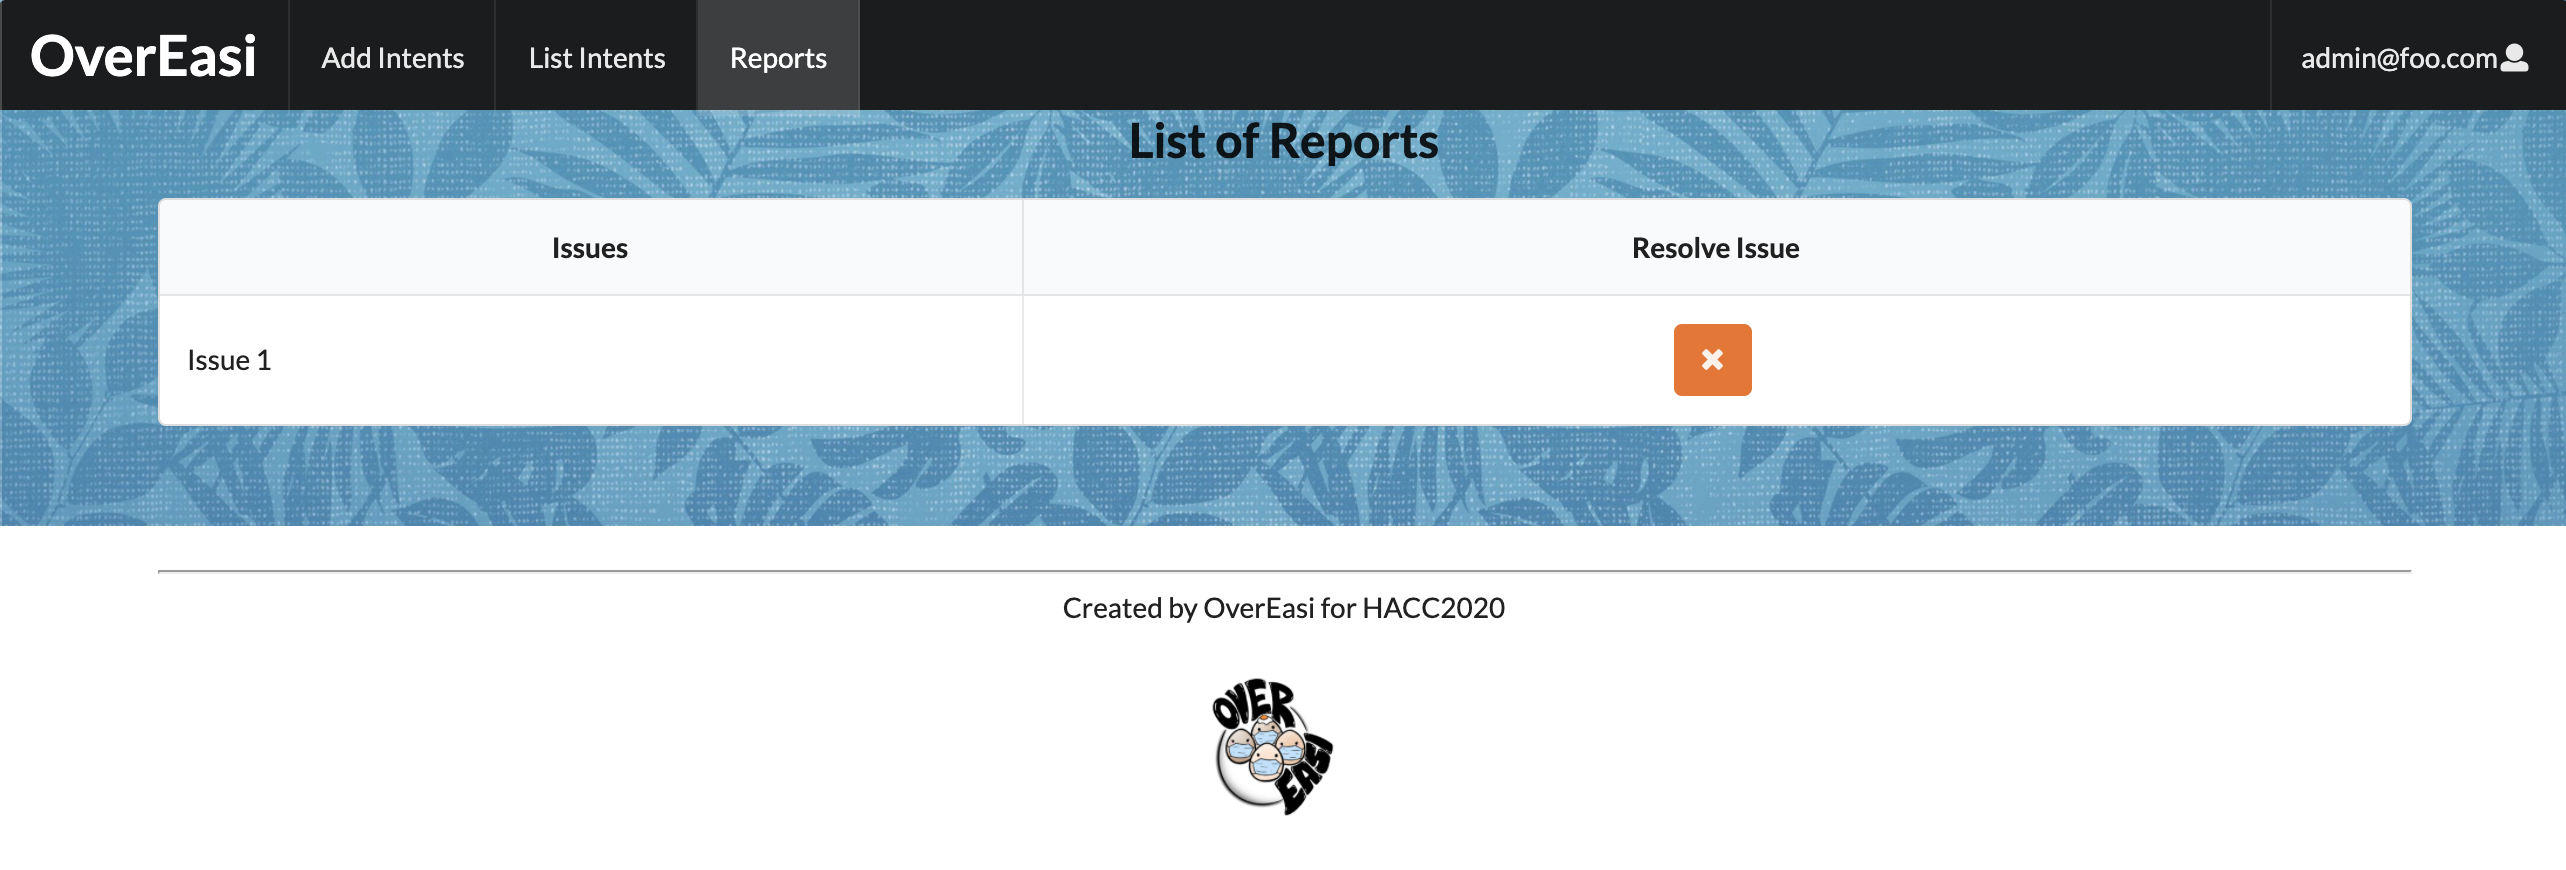 OverEasi Add Intents List Intents Reports admin@foo.com
List of Reports
Issues Resolve Issue
Issue 1
Created by OverEasi for HACC2020
OVER
EASI